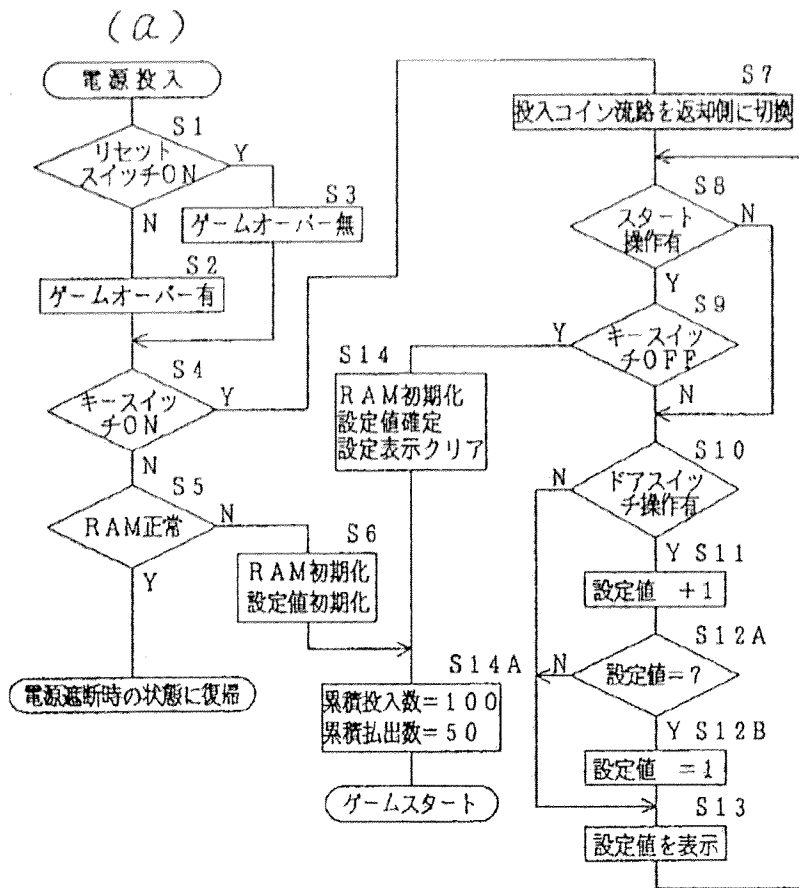 (a)
電源投入
S1
リセット
スイッチON
Y
N
S3
ゲームオーバー無
S2
ゲームオーバー有
S4
キースイッ
チON
Y
N
S5
RAM正常
N
Y
S6
RAM初期化
設定値初期化
電源遮断時の状態に復帰
S14
RAM初期化
設定値確定
設定表示クリア
S14A
累積投入数=100
累積払出数=50
ゲームスタート
S7
投入コイン流路を返却側に切換
S8
スタート
操作有
N
Y
S9
キースイッ
チOFF
Y
N
S10
ドアスイッ
チ操作有
N
Y S11
設定値 +1
S12A
設定値=7
N
Y S12B
設定値 =1
S13
設定値を表示